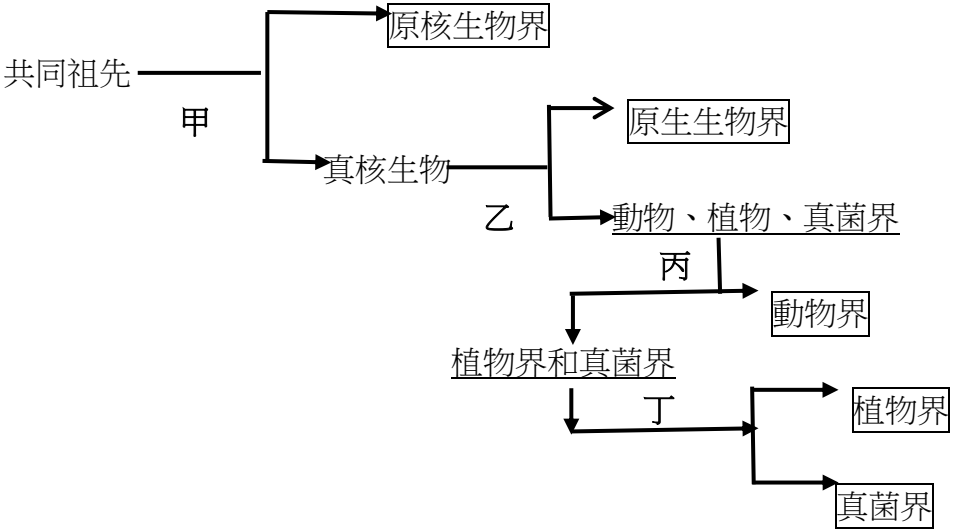 原核生物界
共同祖先
甲
原生生物界
真核生物
乙
動物、植物、真菌界
丙
動物界
植物界和真菌界
丁
植物界
真菌界